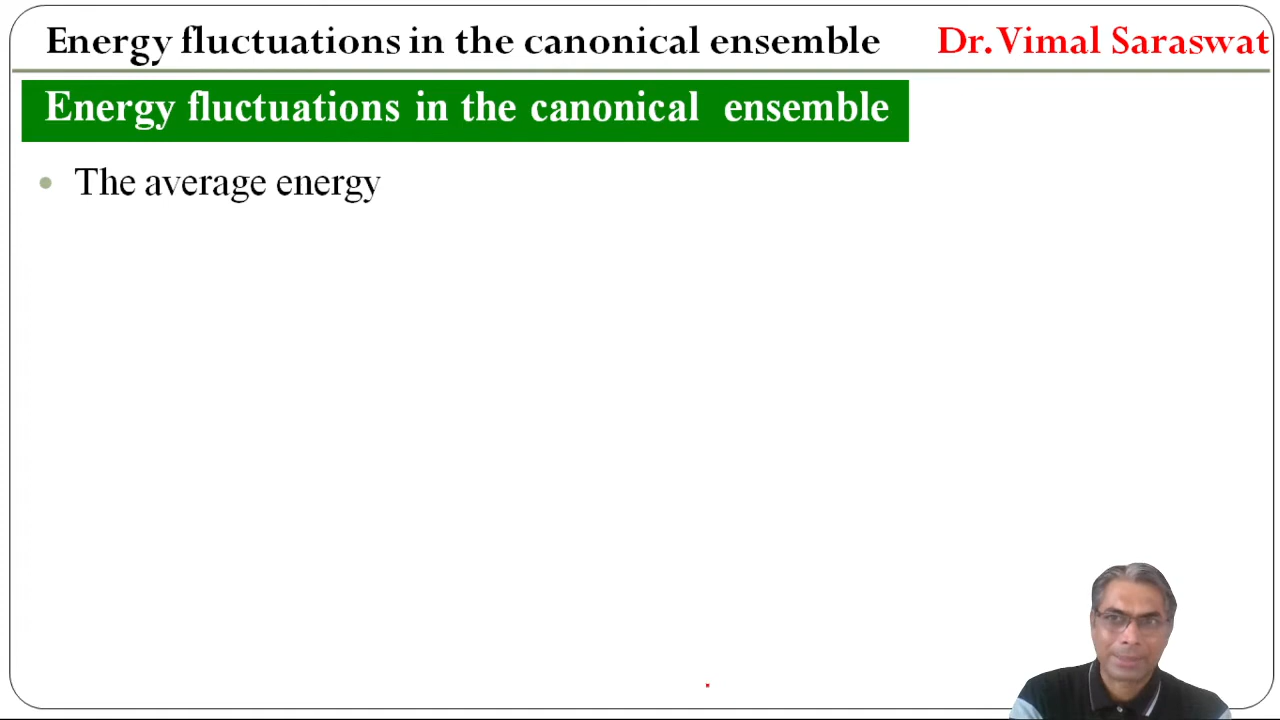 Energy fluctuations in the canonical ensemble Dr. Vimal Saraswat
Energy fluctuations in the canonical ensemble
• The average energy